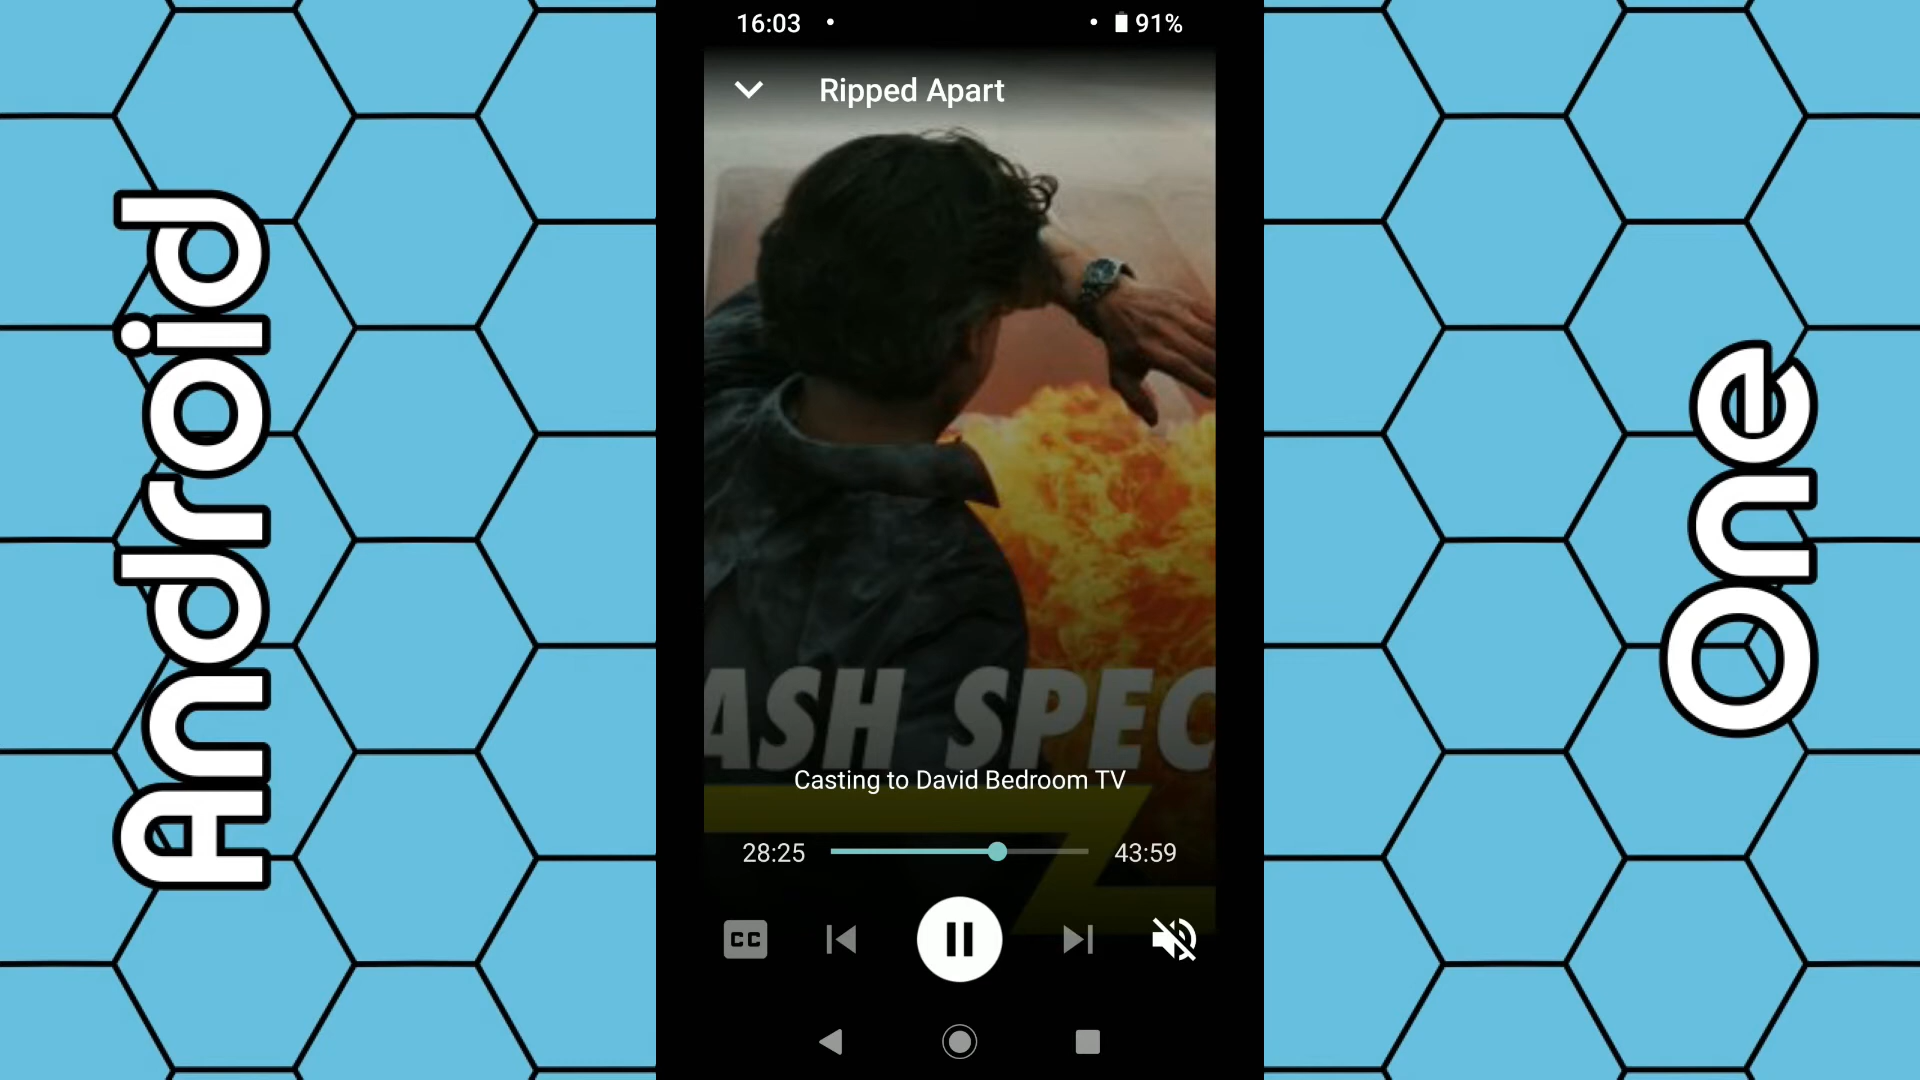 Android
16:03
91%
Ripped Apart
ASH SPEC
Casting to David Bedroom TV
28:25
43:59
CC
One